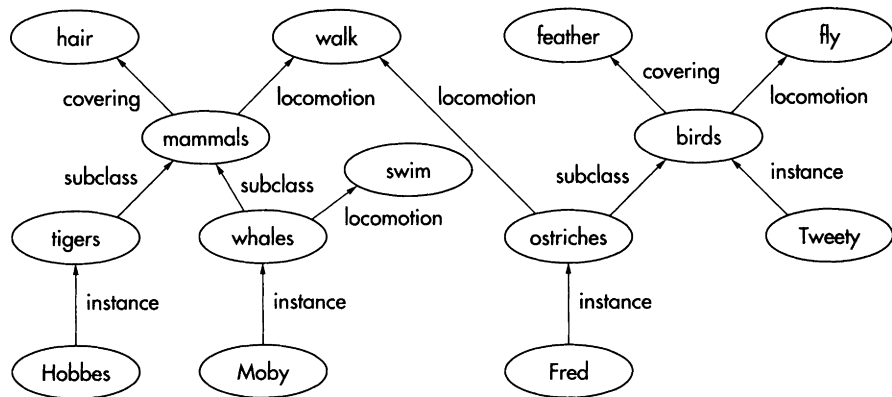 hair
walk
feather
fly
covering
locomotion
locomotion
covering
locomotion
mammals
birds
subclass
subclass
swim
subclass
instance
locomotion
tigers
whales
ostriches
Tweety
instance
instance
instance
Hobbes
Moby
Fred